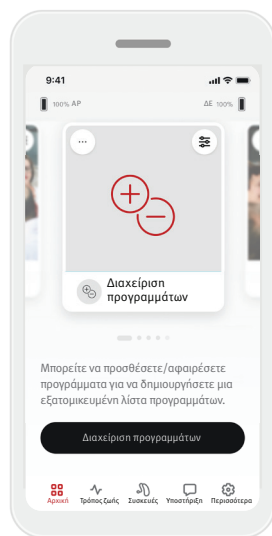 9:41
100% ΑΡ
ΔΕ 100%
...
Διαχείριση
προγραμμάτων
Μπορείτε να προσθέσετε/αφαιρέσετε
προγράμματα για να δημιουργήσετε μια
εξατομικευμένη λίστα προγραμμάτων.
Διαχείριση προγραμμάτων
Αρχική Τρόπος ζωής Συσκευές Υποστήριξη Περισσότερα